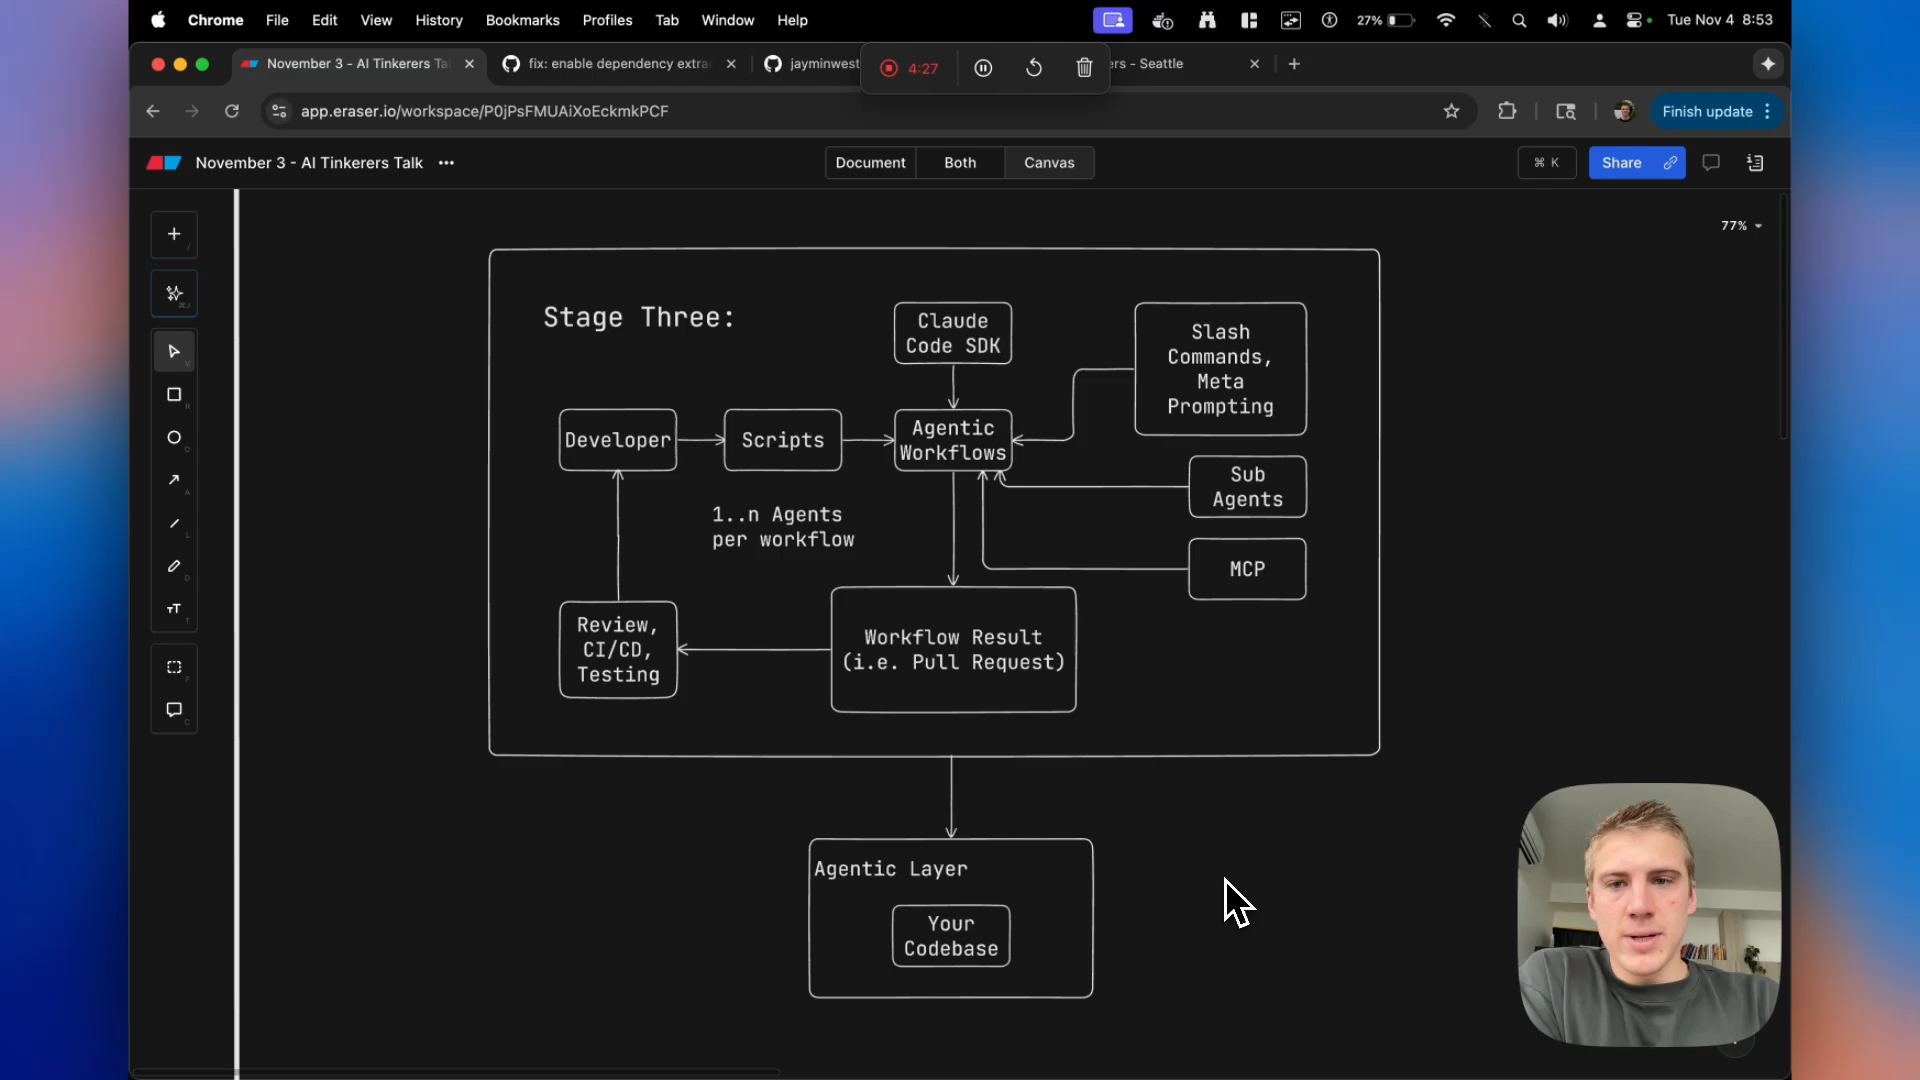 Chrome File Edit View History Bookmarks Profiles Tab Window Help 27% Tue Nov 4 8:53
November 3 - AI Tinkerers Ta fix: enable dependency extra jayminwest 4:27 ers - Seattle
app.eraser.io/workspace/P0jPsFMUAiXoEckmkPCF Finish update
November 3 - AI Tinkerers Talk ••• Document Both Canvas ⌘ K Share
77%
Stage Three:
Claude
Code SDK
Slash
Commands,
Meta
Prompting
Developer
Scripts
Agentic
Workflows
Sub
Agents
1..n Agents
per workflow
MCP
Review,
CI/CD,
Testing
Workflow Result
(i.e. Pull Request)
Agentic Layer
Your
Codebase
/
⌘J
V
R
O
A
L
D
T
F
C